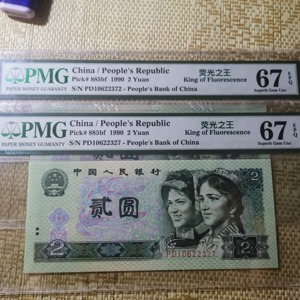 PMG
PAPER MONEY GUARANTY
China / People's Republic
Pick# 885bf 1990 2 Yuan
S/N PD10622372 - People's Bank of China
荧光之王
King of Fluorescence
67 EPQ
Superb Gem Unc
PMG
PAPER MONEY GUARANTY
China / People's Republic
Pick# 885bf 1990 2 Yuan
S/N PD10622327 - People's Bank of China
荧光之王
King of Fluorescence
67 EPQ
Superb Gem Unc
中国人民银行
贰圆
2
2
2
PD10622327